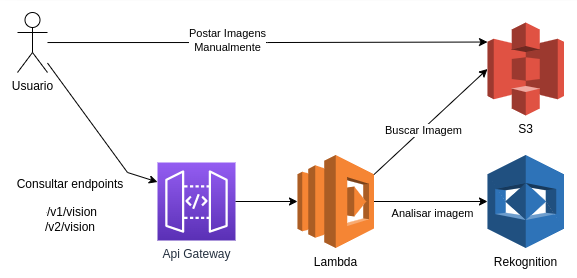 Postar Imagens
Manualmente
Usuario
Buscar Imagem
S3
Consultar endpoints
/v1/vision
/v2/vision
Analisar imagem
Api Gateway
Lambda
Rekognition